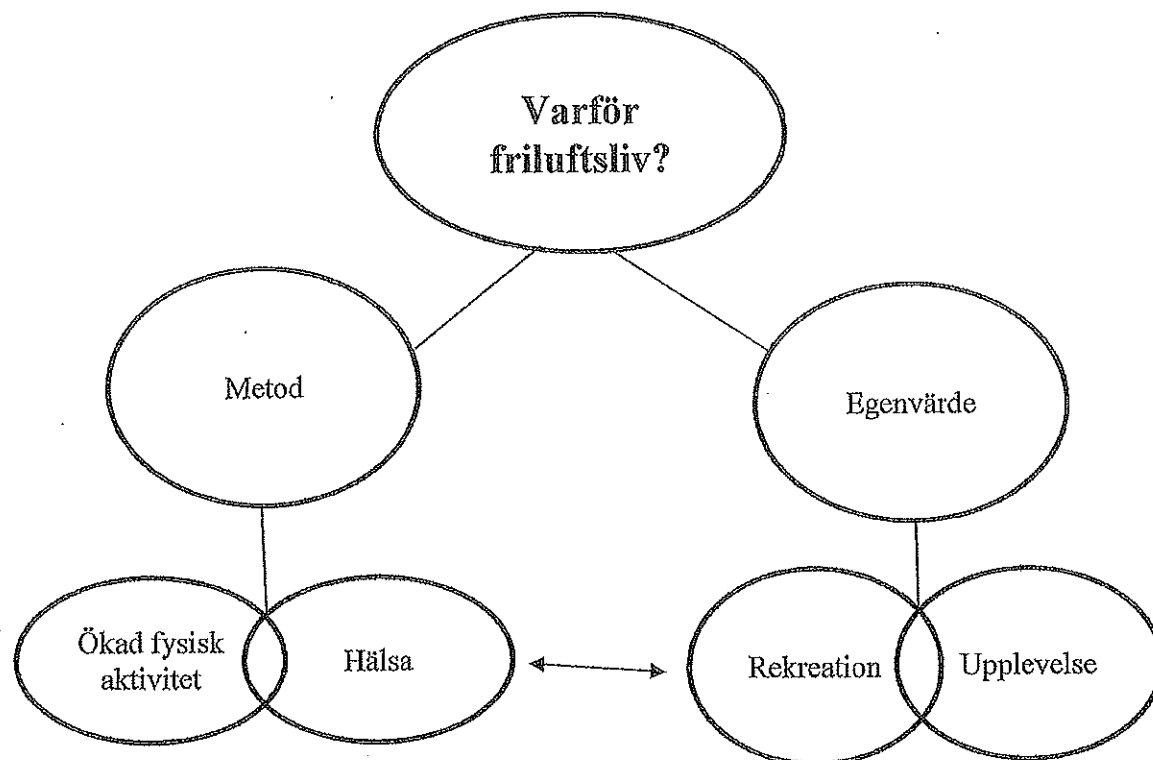 Varför
friluftsliv?
Metod
Egenvärde
Ökad fysisk
aktivitet
Hälsa
Rekreation
Upplevelse